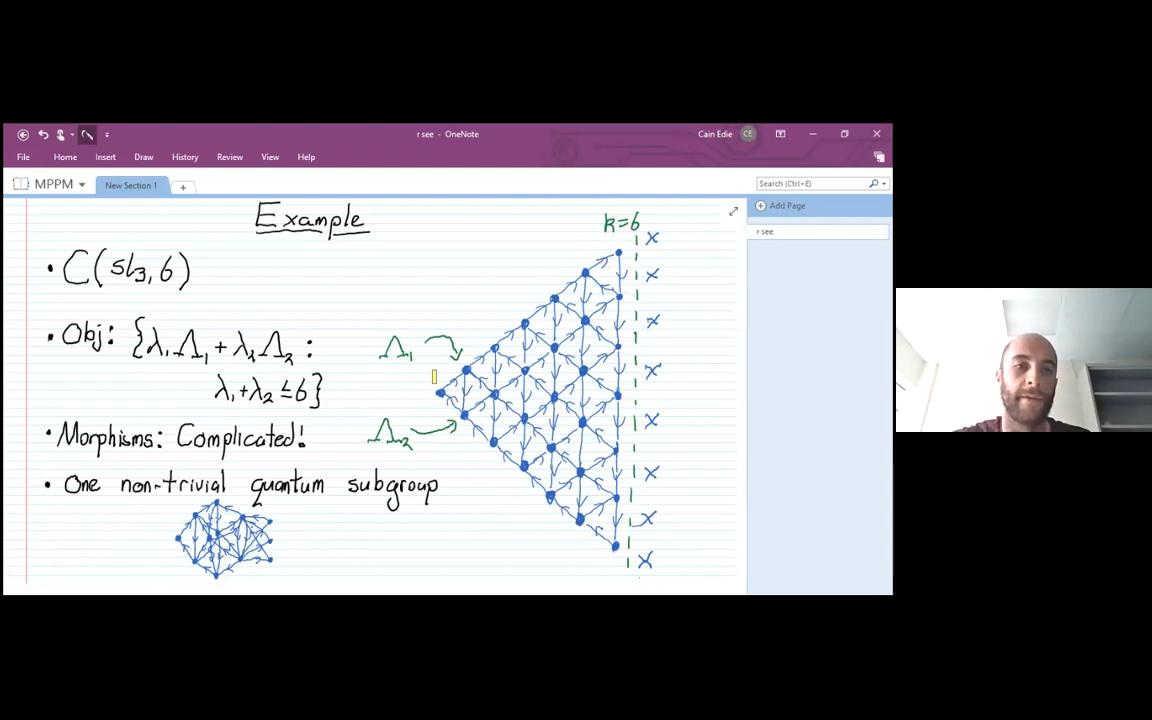 r see - OneNote
Cain Edie CE
File Home Insert Draw History Review View Help
MPPM New Section 1 +
Search (Ctrl+E)
Add Page
r see
Example
k=6
• C(sl₃, 6)
• Obj: {λ₁Λ₁ + λ₂Λ₂ :
λ₁+λ₂ ≤ 6}
• Morphisms: Complicated!
• One non-trivial quantum subgroup
Λ₁
Λ₂
x
x
x
x
x
x
x
x